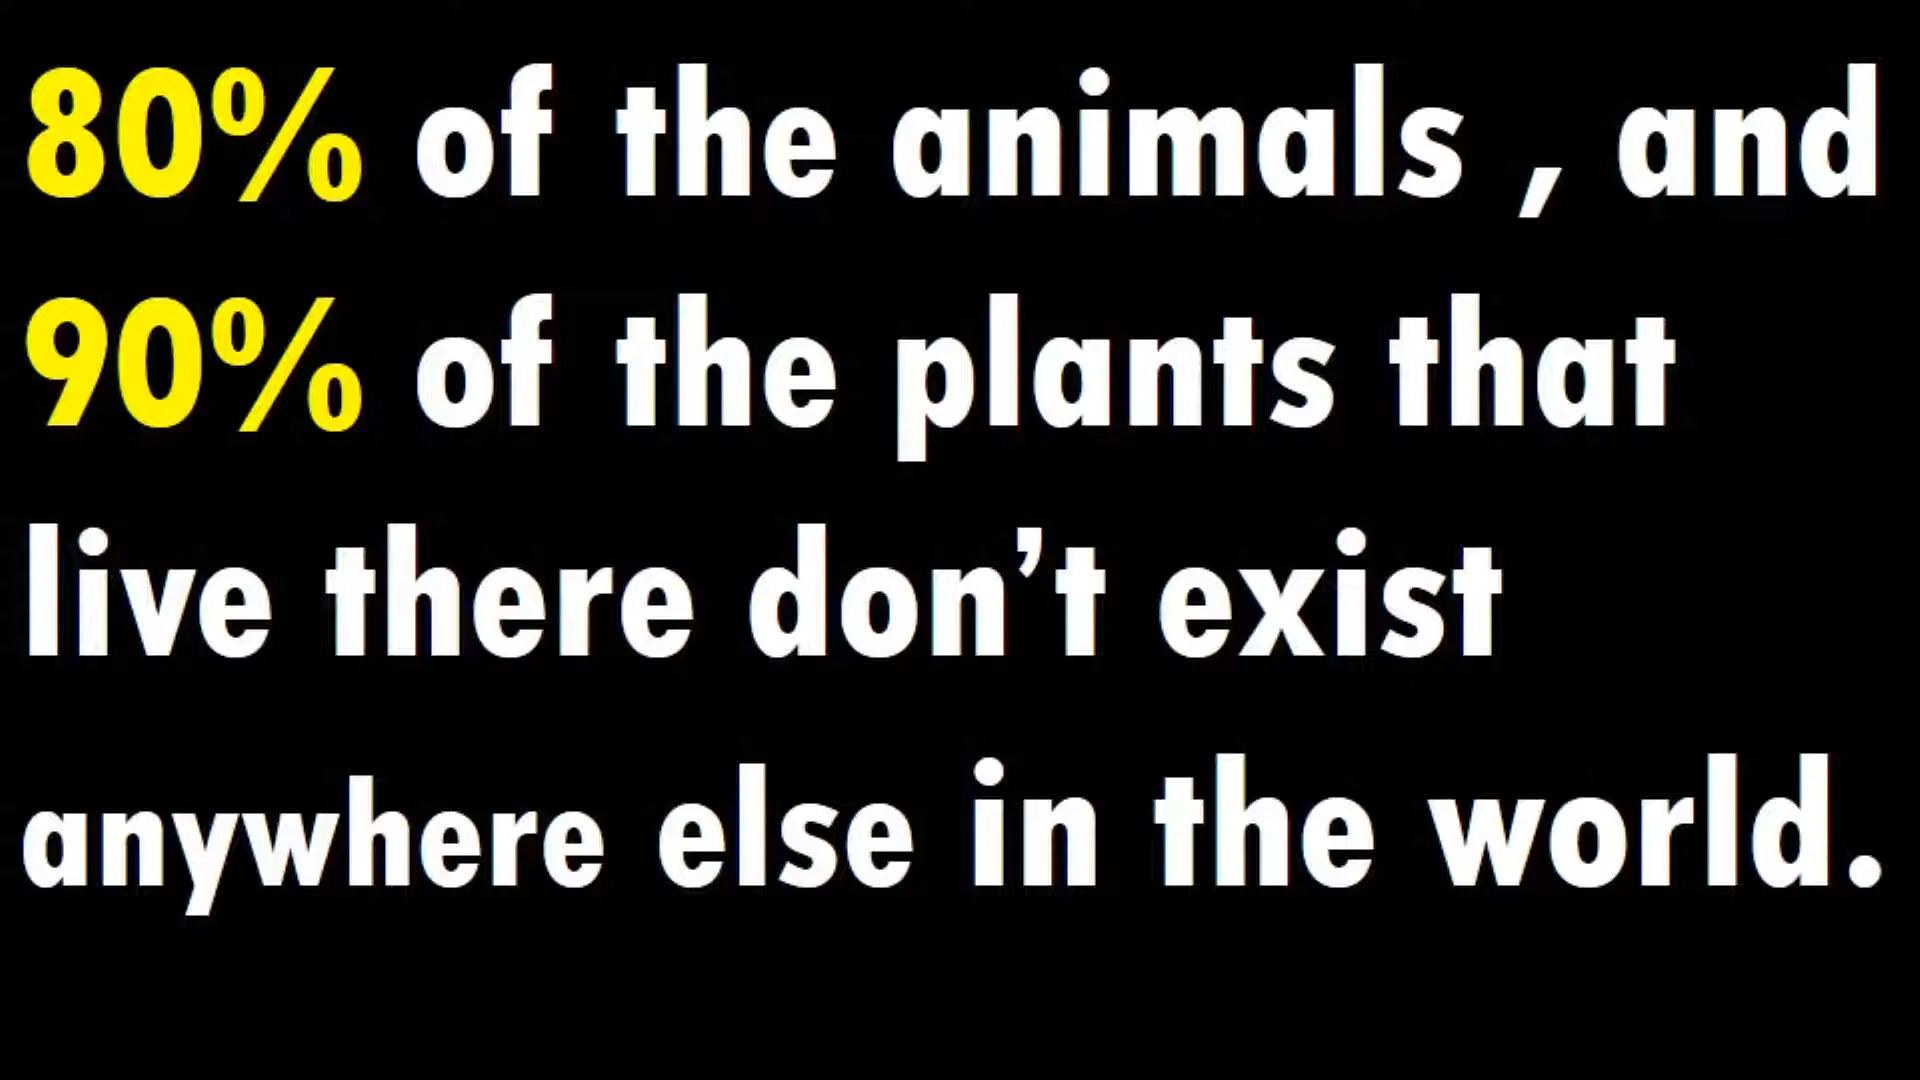 80% of the animals , and
90% of the plants that
live there don’t exist
anywhere else in the world.